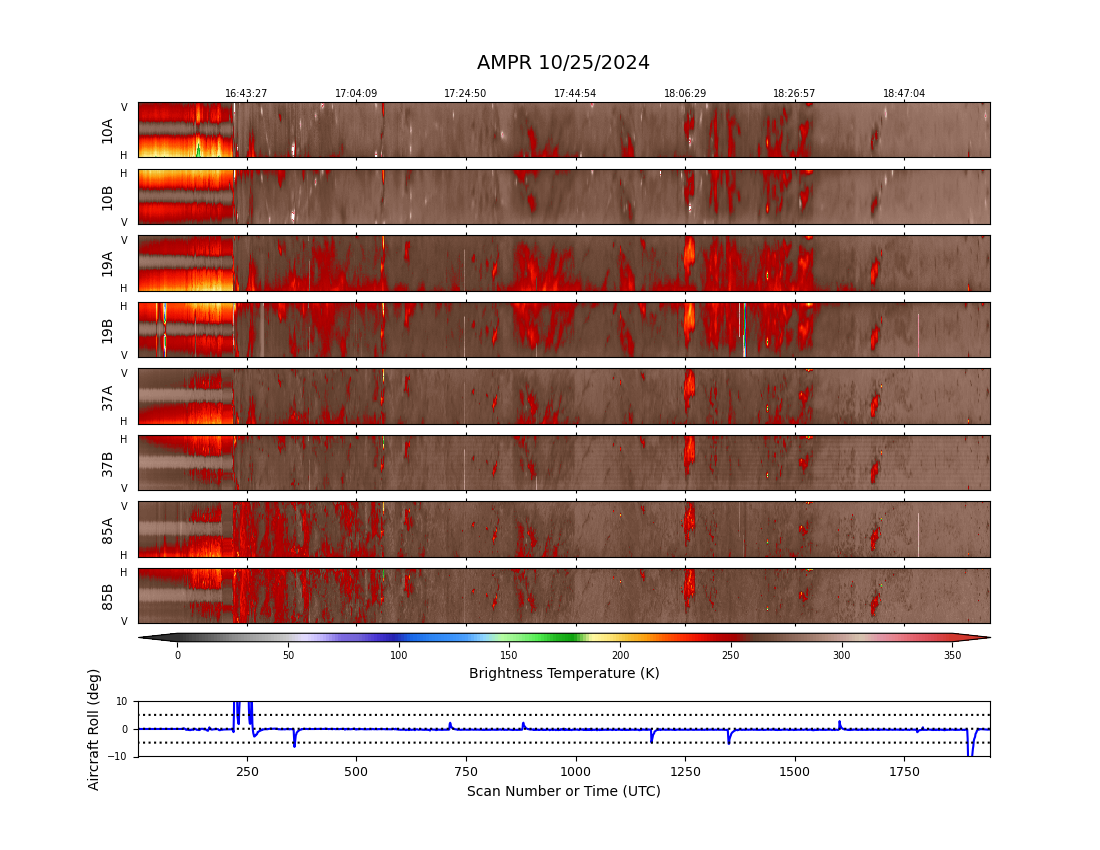 AMPR 10/25/2024
16:43:27 17:04:09 17:24:50 17:44:54 18:06:29 18:26:57 18:47:04
V
10A
H
H
10B
V
V
19A
H
H
19B
V
V
37A
H
H
37B
V
V
85A
H
H
85B
V
0 50 100 150 200 250 300 350
Brightness Temperature (K)
Aircraft Roll (deg)
10
0
−10
250 500 750 1000 1250 1500 1750
Scan Number or Time (UTC)